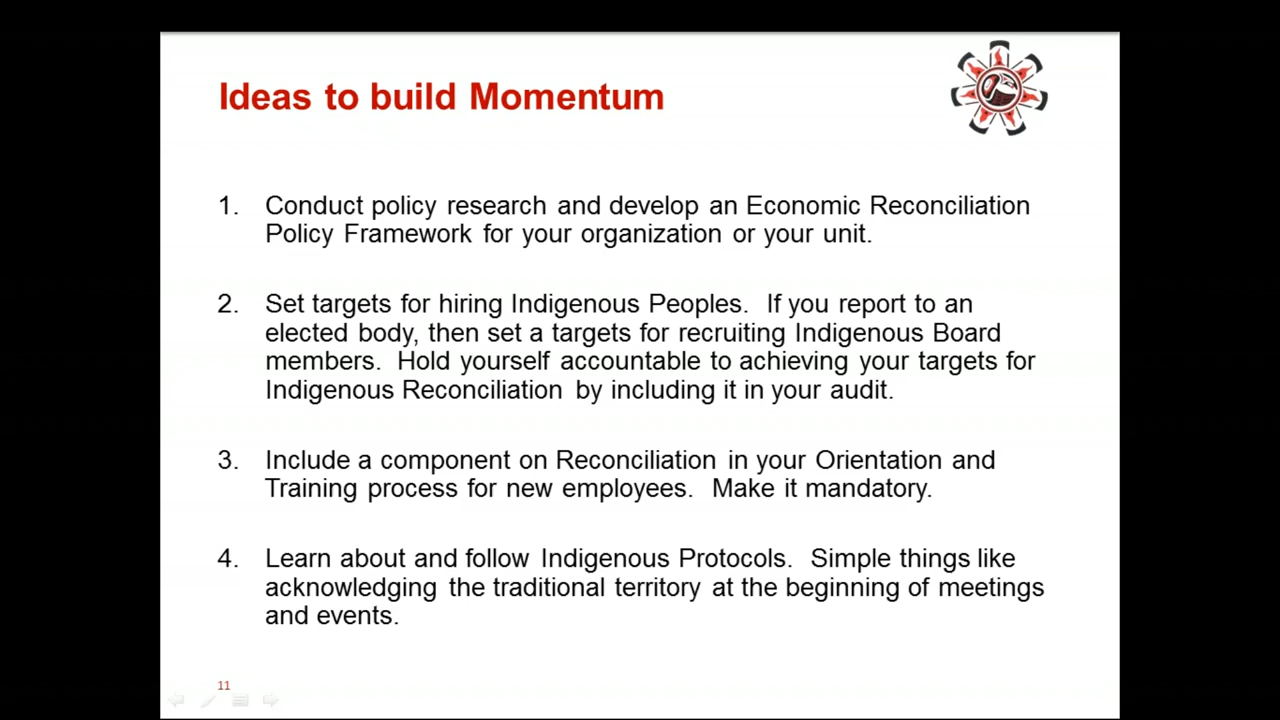 Ideas to build Momentum
1. Conduct policy research and develop an Economic Reconciliation
Policy Framework for your organization or your unit.
2. Set targets for hiring Indigenous Peoples.  If you report to an
elected body, then set a targets for recruiting Indigenous Board
members.  Hold yourself accountable to achieving your targets for
Indigenous Reconciliation by including it in your audit.
3. Include a component on Reconciliation in your Orientation and
Training process for new employees.  Make it mandatory.
4. Learn about and follow Indigenous Protocols.  Simple things like
acknowledging the traditional territory at the beginning of meetings
and events.
11